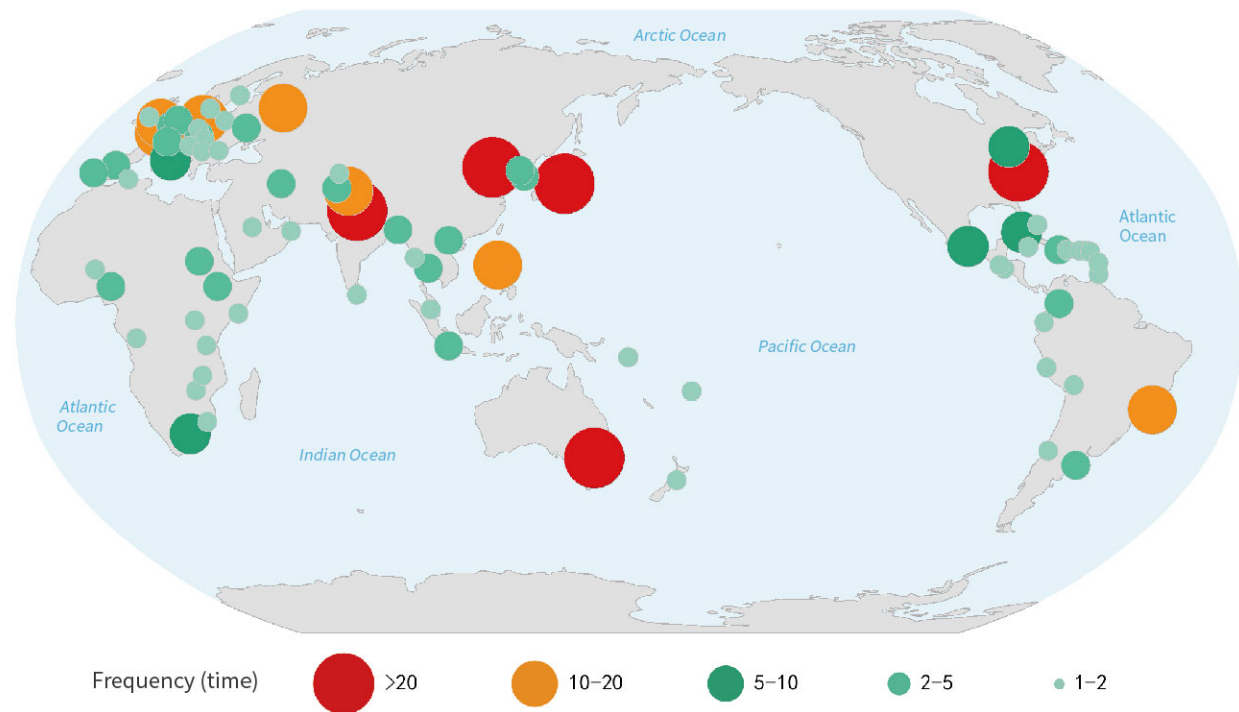 Arctic Ocean
Atlantic
Ocean
Pacific Ocean
Atlantic
Ocean
Indian Ocean
Frequency (time)
>20
10–20
5–10
2–5
1–2